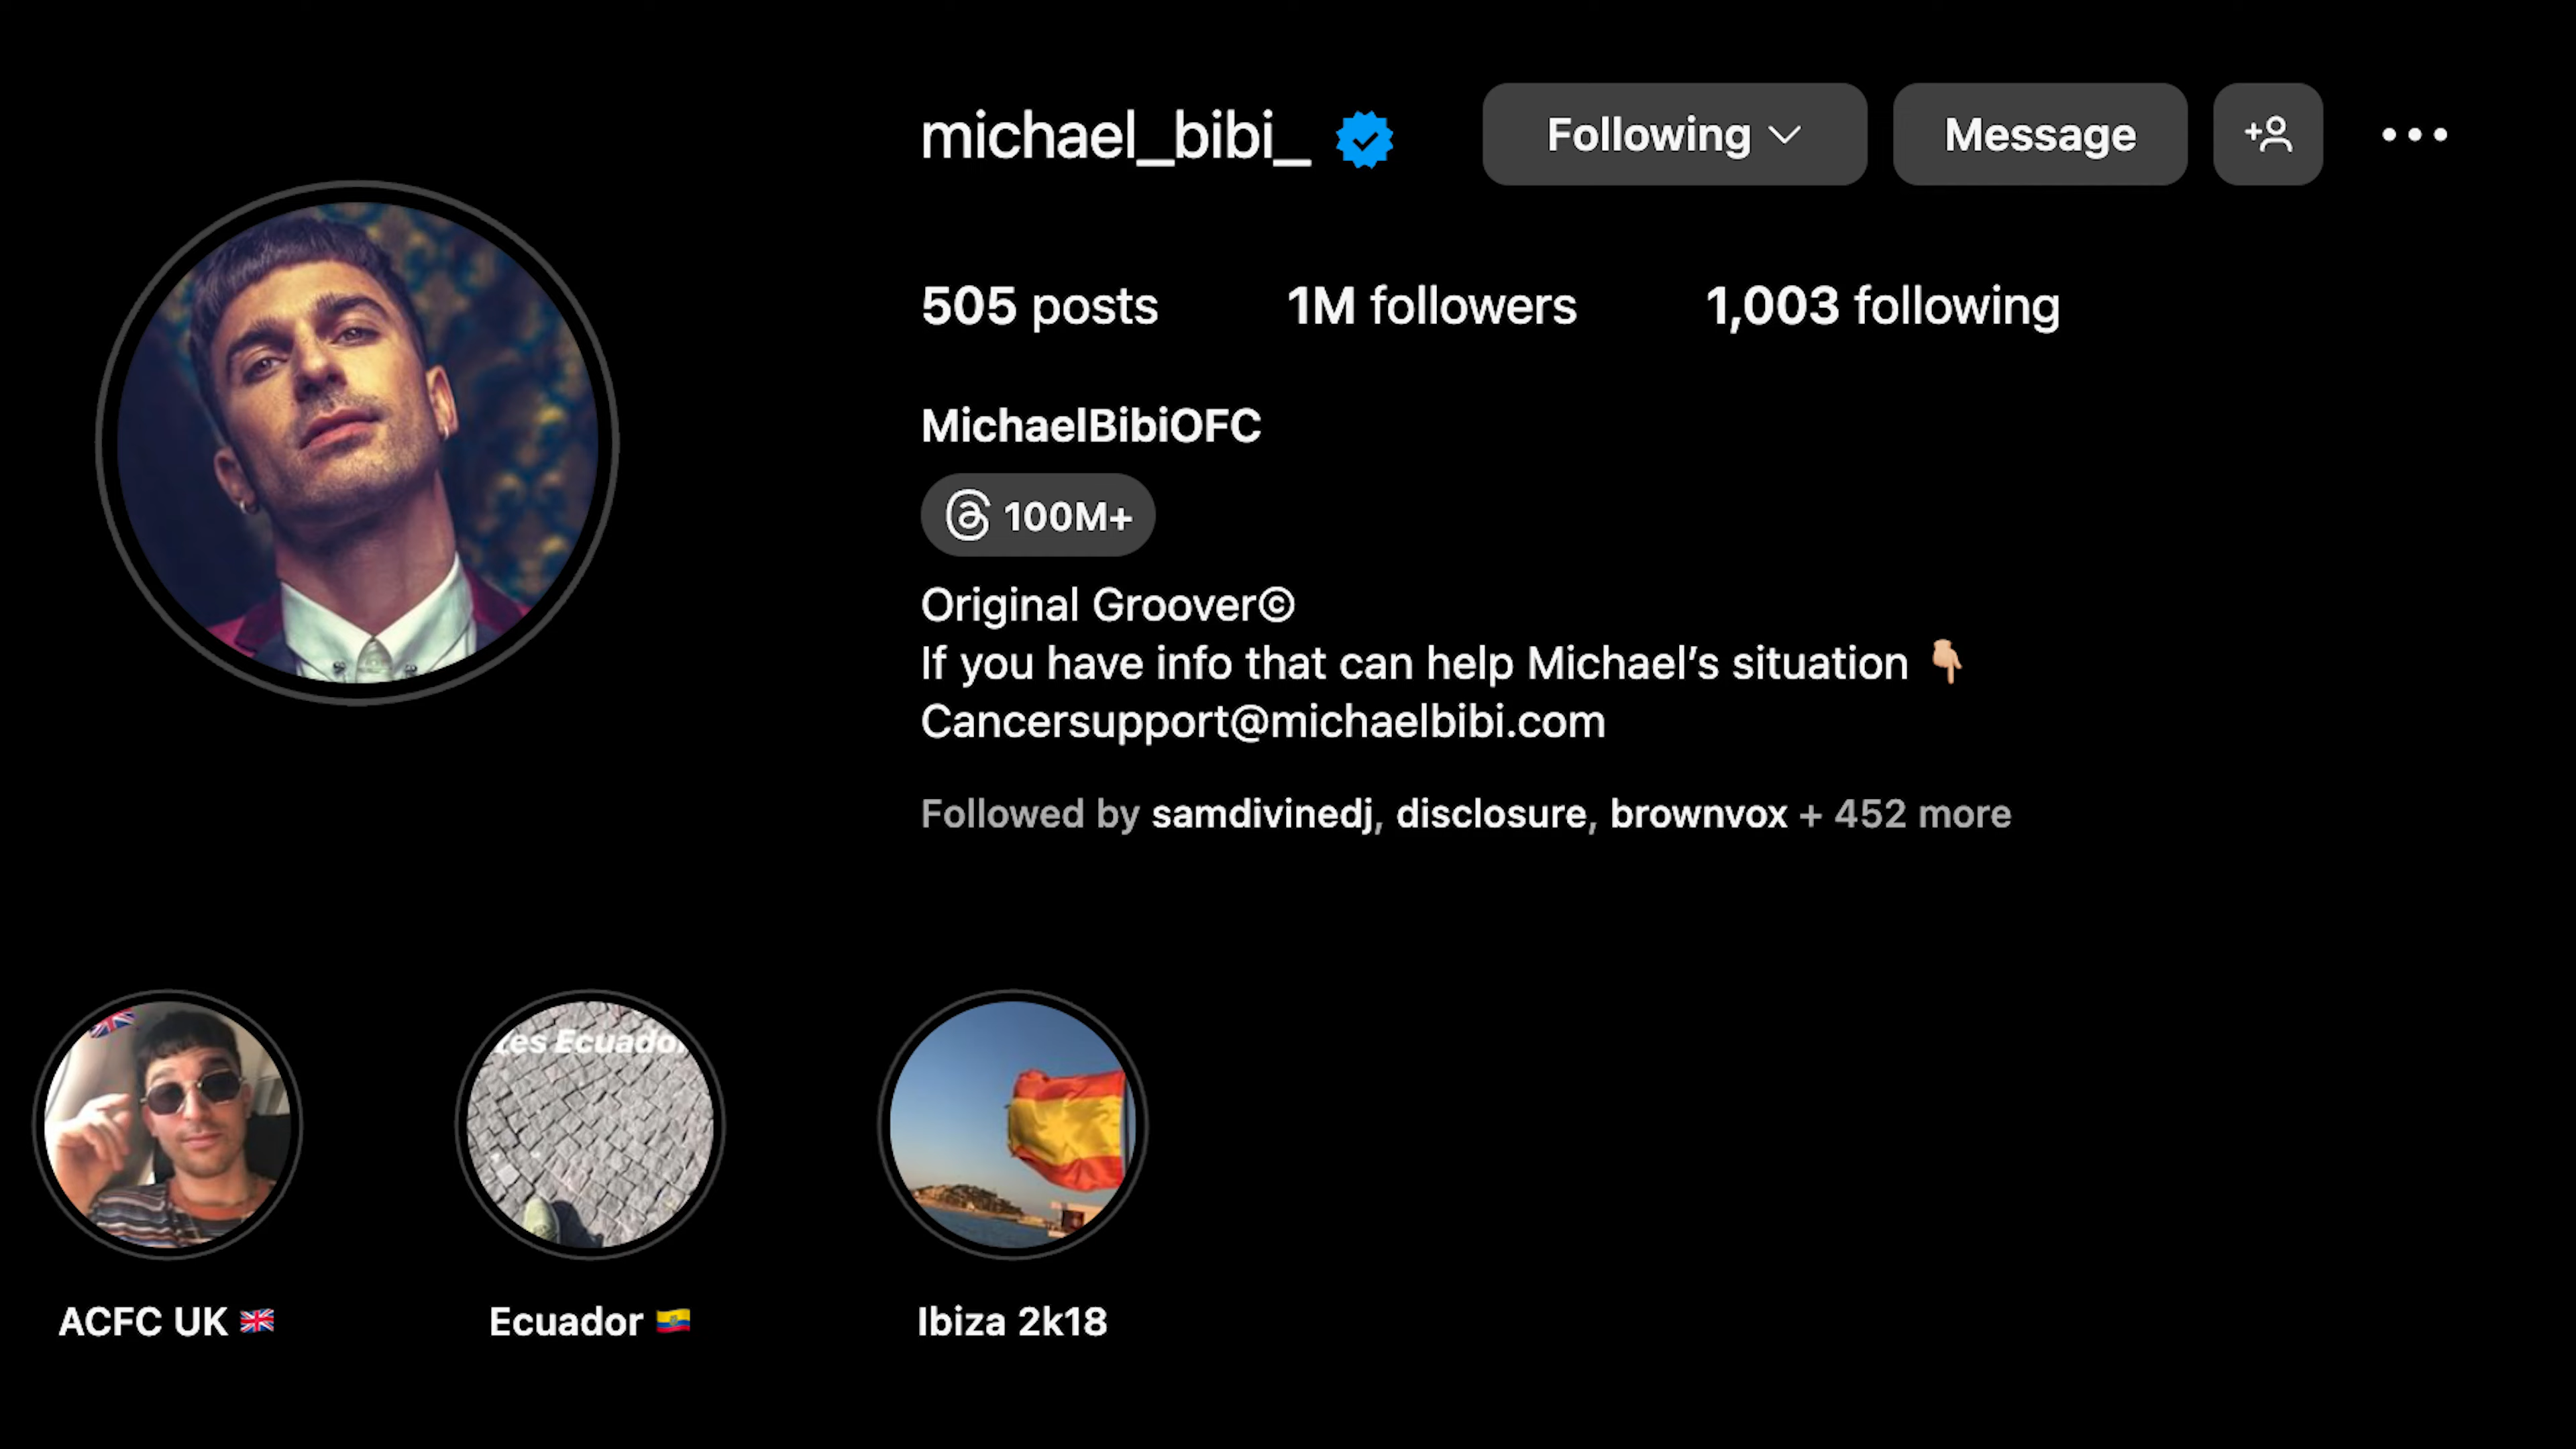 michael_bibi_
Following
Message
505 posts
1M followers
1,003 following
MichaelBibiOFC
100M+
Original Groover©
If you have info that can help Michael’s situation 👇🏼
Cancersupport@michaelbibi.com
Followed by samdivinedj, disclosure, brownvox + 452 more
tes Ecuador
ACFC UK 🇬🇧
Ecuador 🇪🇨
Ibiza 2k18